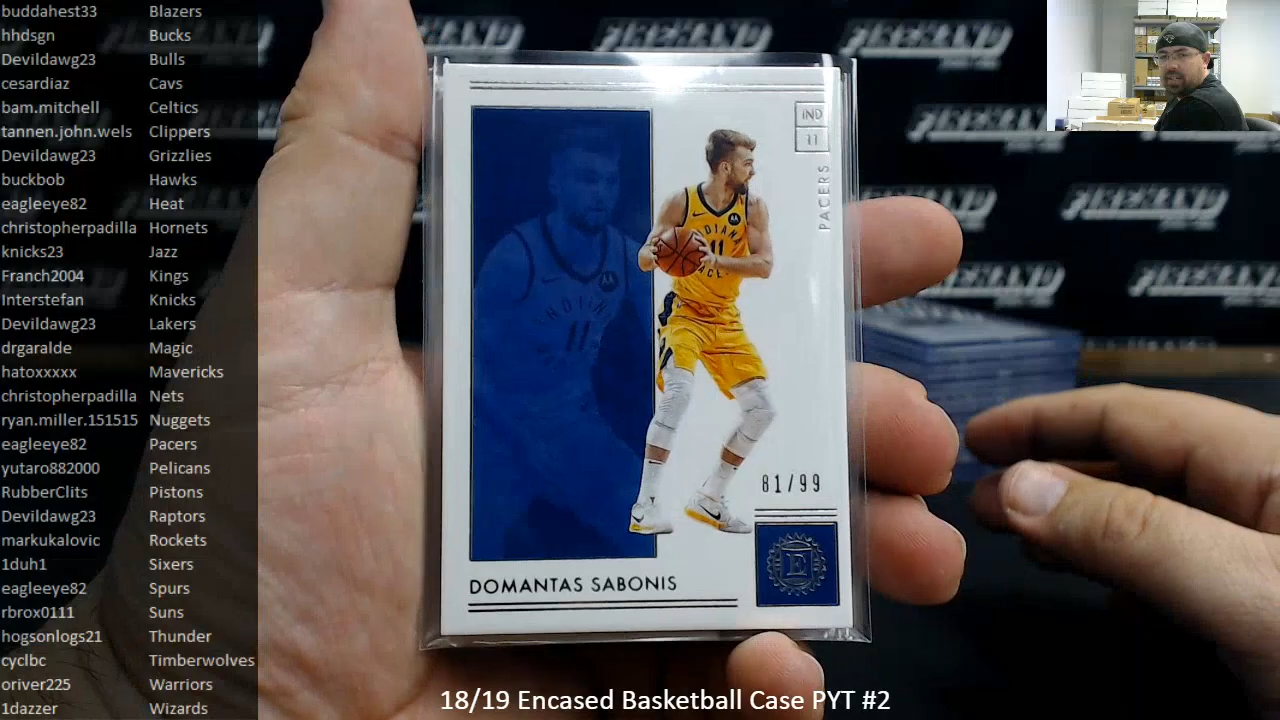 buddahest33 Blazers
hhdsgn Bucks
Devildawg23 Bulls
cesardiaz Cavs
bam.mitchell Celtics
tannen.john.wels Clippers
Devildawg23 Grizzlies
buckbob Hawks
eagleeye82 Heat
christopherpadilla Hornets
knicks23 Jazz
Franch2004 Kings
Interstefan Knicks
Devildawg23 Lakers
drgaralde Magic
hatoxxxxx Mavericks
christopherpadilla Nets
ryan.miller.151515 Nuggets
eagleeye82 Pacers
yutaro882000 Pelicans
RubberClits Pistons
Devildawg23 Raptors
markukalovic Rockets
1duh1 Sixers
eagleeye82 Spurs
rbrox0111 Suns
hogsonlogs21 Thunder
cyclbc Timberwolves
oriver225 Warriors
1dazzer Wizards
IND
11
PACERS
INDIANA
11
81/99
E
DOMANTAS SABONIS
18/19 Encased Basketball Case PYT #2